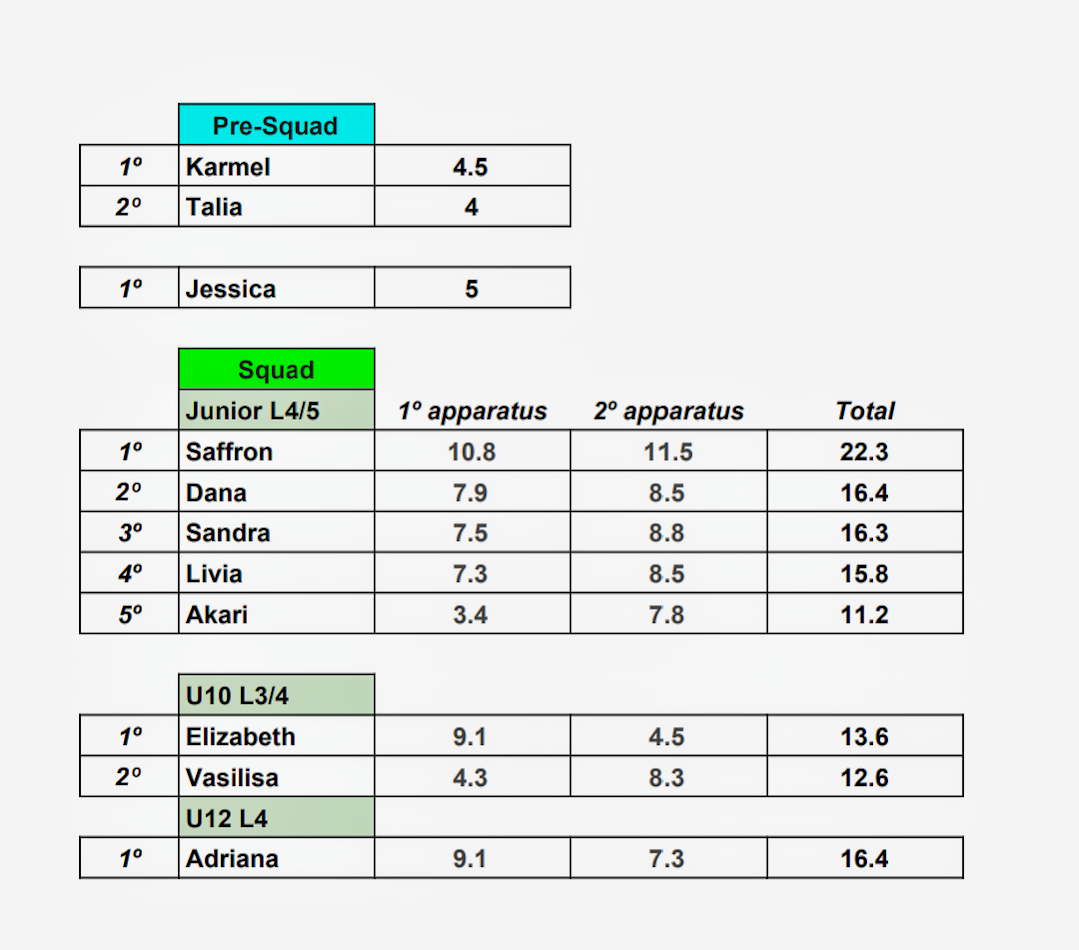 Pre-Squad
1º Karmel 4.5
2º Talia 4
1º Jessica 5
Squad
Junior L4/5 1º apparatus 2º apparatus Total
1º Saffron 10.8 11.5 22.3
2º Dana 7.9 8.5 16.4
3º Sandra 7.5 8.8 16.3
4º Livia 7.3 8.5 15.8
5º Akari 3.4 7.8 11.2
U10 L3/4
1º Elizabeth 9.1 4.5 13.6
2º Vasilisa 4.3 8.3 12.6
U12 L4
1º Adriana 9.1 7.3 16.4